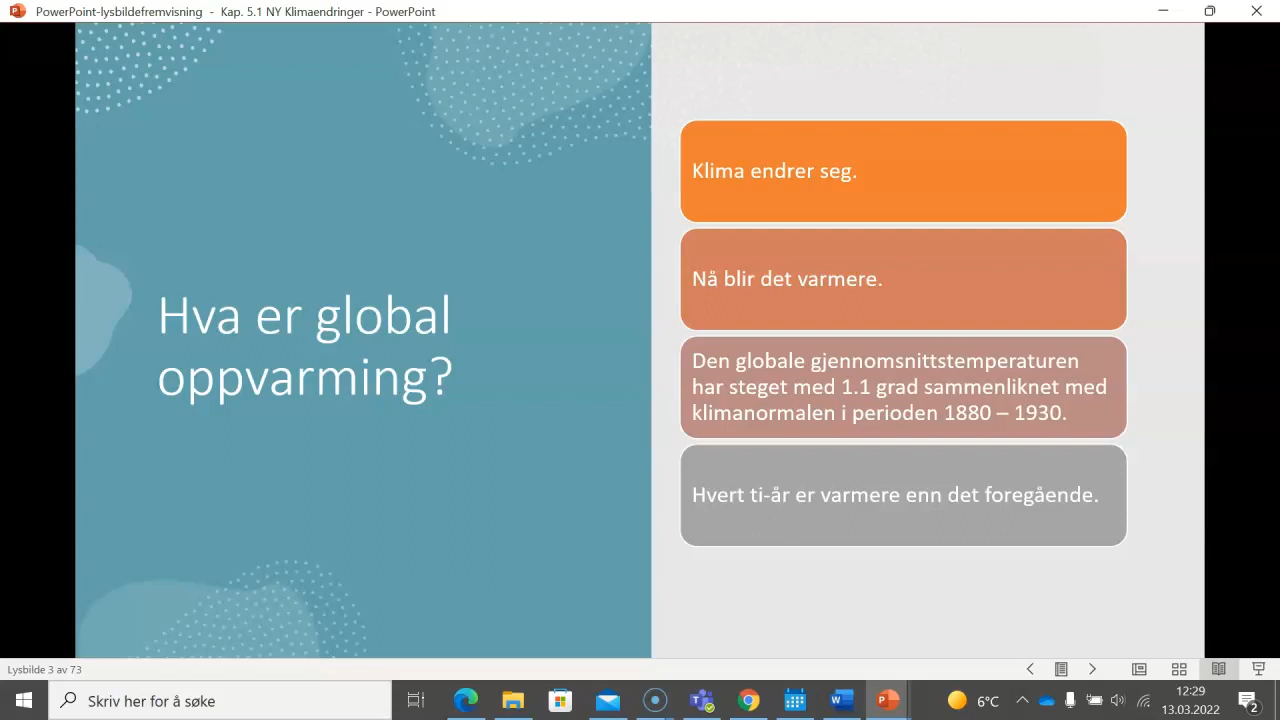 PowerPoint-lysbildefremvisning - Kap. 5.1 NY Klimaendringer - PowerPoint
Hva er global
oppvarming?
Klima endrer seg.
Nå blir det varmere.
Den globale gjennomsnittstemperaturen
har steget med 1.1 grad sammenliknet med
klimanormalen i perioden 1880 – 1930.
Hvert ti-år er varmere enn det foregående.
Lysbilde 3 av 73
Skriv her for å søke
6°C
12:29
13.03.2022
2